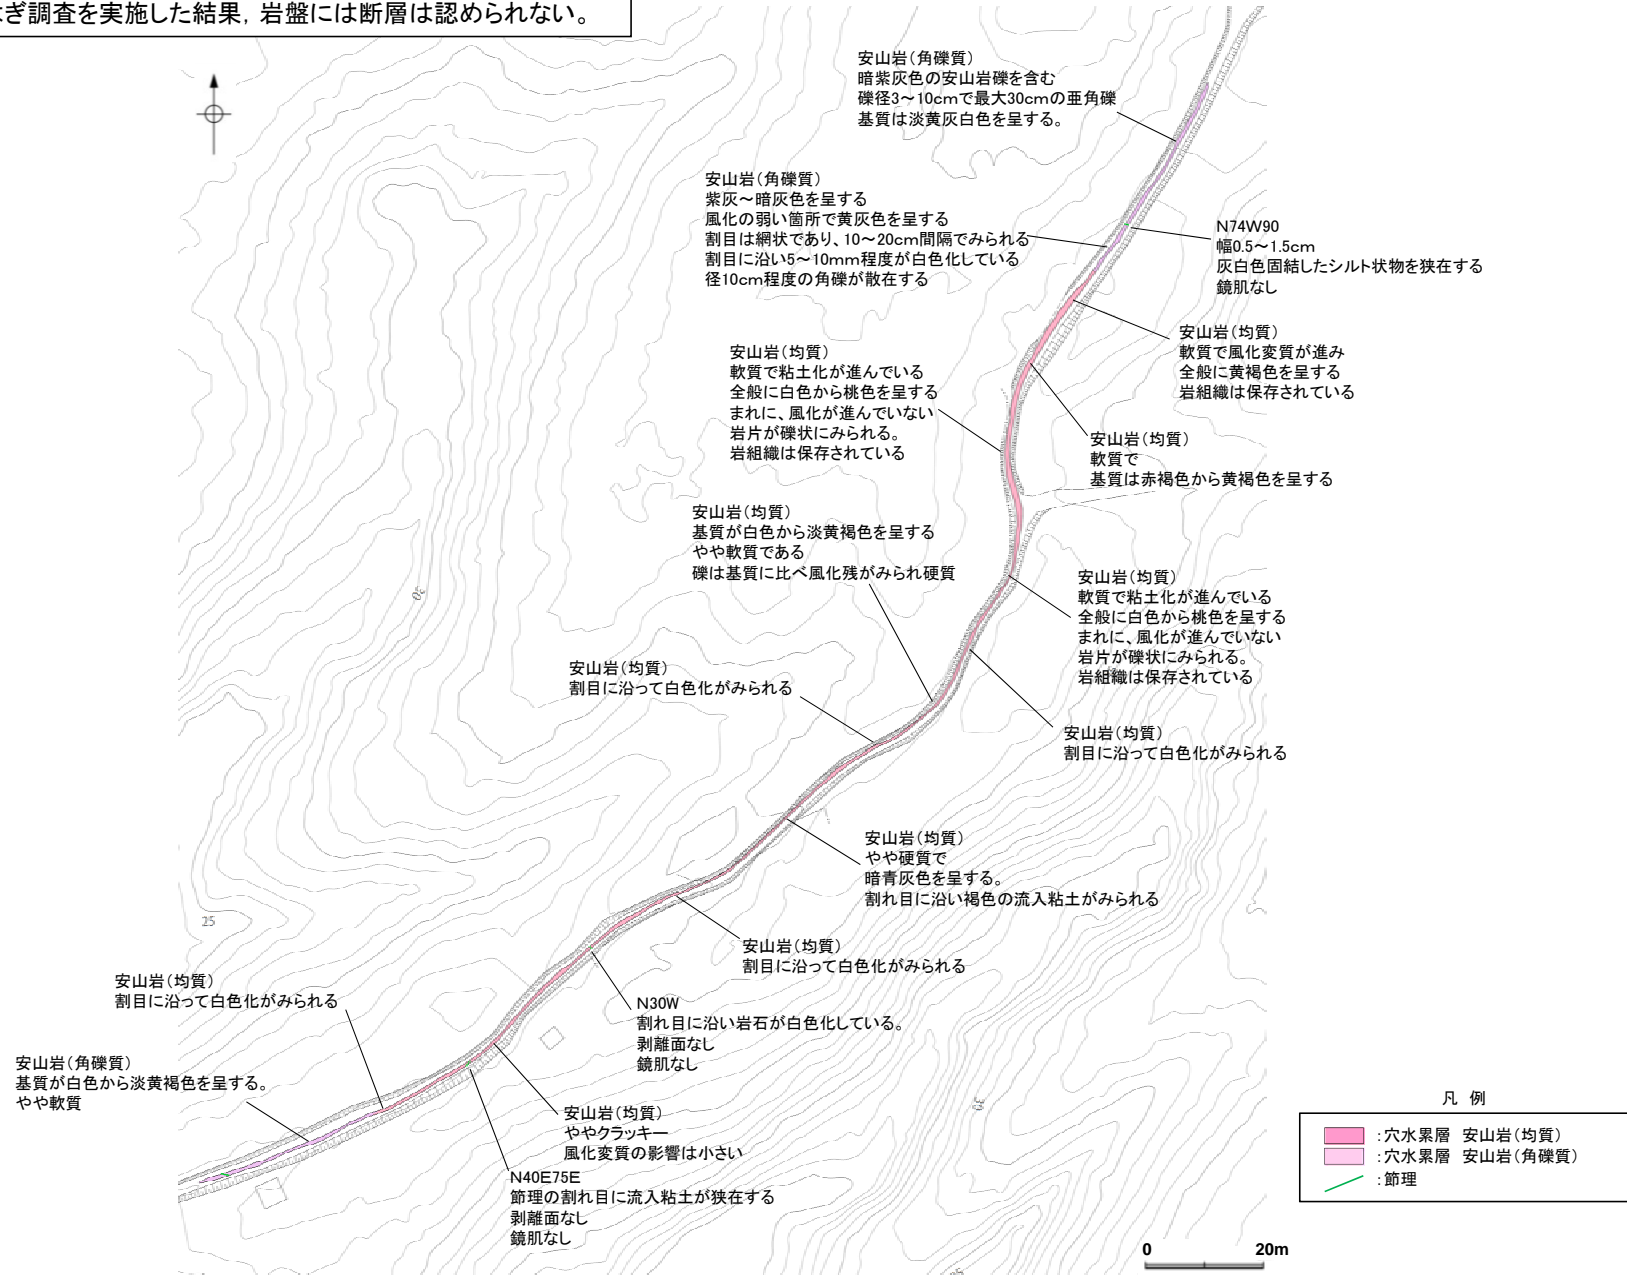 ぎ調査を実施した結果，岩盤には断層は認められない。
安山岩（角礫質）
暗紫灰色の安山岩礫を含む
礫径3～10cmで最大30cmの亜角礫
基質は淡黄灰白色を呈する。
安山岩（角礫質）
紫灰～暗灰色を呈する
風化の弱い箇所で黄灰色を呈する
割目は網状であり、10～20cm間隔でみられる
割目に沿い5～10mm程度が白色化している
径10cm程度の角礫が散在する
N74W90
幅0.5～1.5cm
灰白色固結したシルト状物を狭在する
鏡肌なし
安山岩（均質）
軟質で風化変質が進み
全般に黄褐色を呈する
岩組織は保存されている
安山岩（均質）
軟質で粘土化が進んでいる
全般に白色から桃色を呈する
まれに、風化が進んでいない
岩片が礫状にみられる。
岩組織は保存されている
安山岩（均質）
軟質で
基質は赤褐色から黄褐色を呈する
安山岩（均質）
基質が白色から淡黄褐色を呈する
やや軟質である
礫は基質に比べ風化残がみられ硬質
安山岩（均質）
軟質で粘土化が進んでいる
全般に白色から桃色を呈する
まれに、風化が進んでいない
岩片が礫状にみられる。
岩組織は保存されている
安山岩（均質）
割目に沿って白色化がみられる
安山岩（均質）
割目に沿って白色化がみられる
安山岩（均質）
やや硬質で
暗青灰色を呈する。
割れ目に沿い褐色の流入粘土がみられる
安山岩（均質）
割目に沿って白色化がみられる
安山岩（均質）
割目に沿って白色化がみられる
N30W
割れ目に沿い岩石が白色化している。
剥離面なし
鏡肌なし
安山岩（角礫質）
基質が白色から淡黄褐色を呈する。
やや軟質
安山岩（均質）
ややクラッキー
風化変質の影響は小さい
N40E75E
節理の割れ目に流入粘土が狭在する
剥離面なし
鏡肌なし
30
25
30
凡 例
：穴水累層 安山岩（均質）
：穴水累層 安山岩（角礫質）
：節理
0 20m